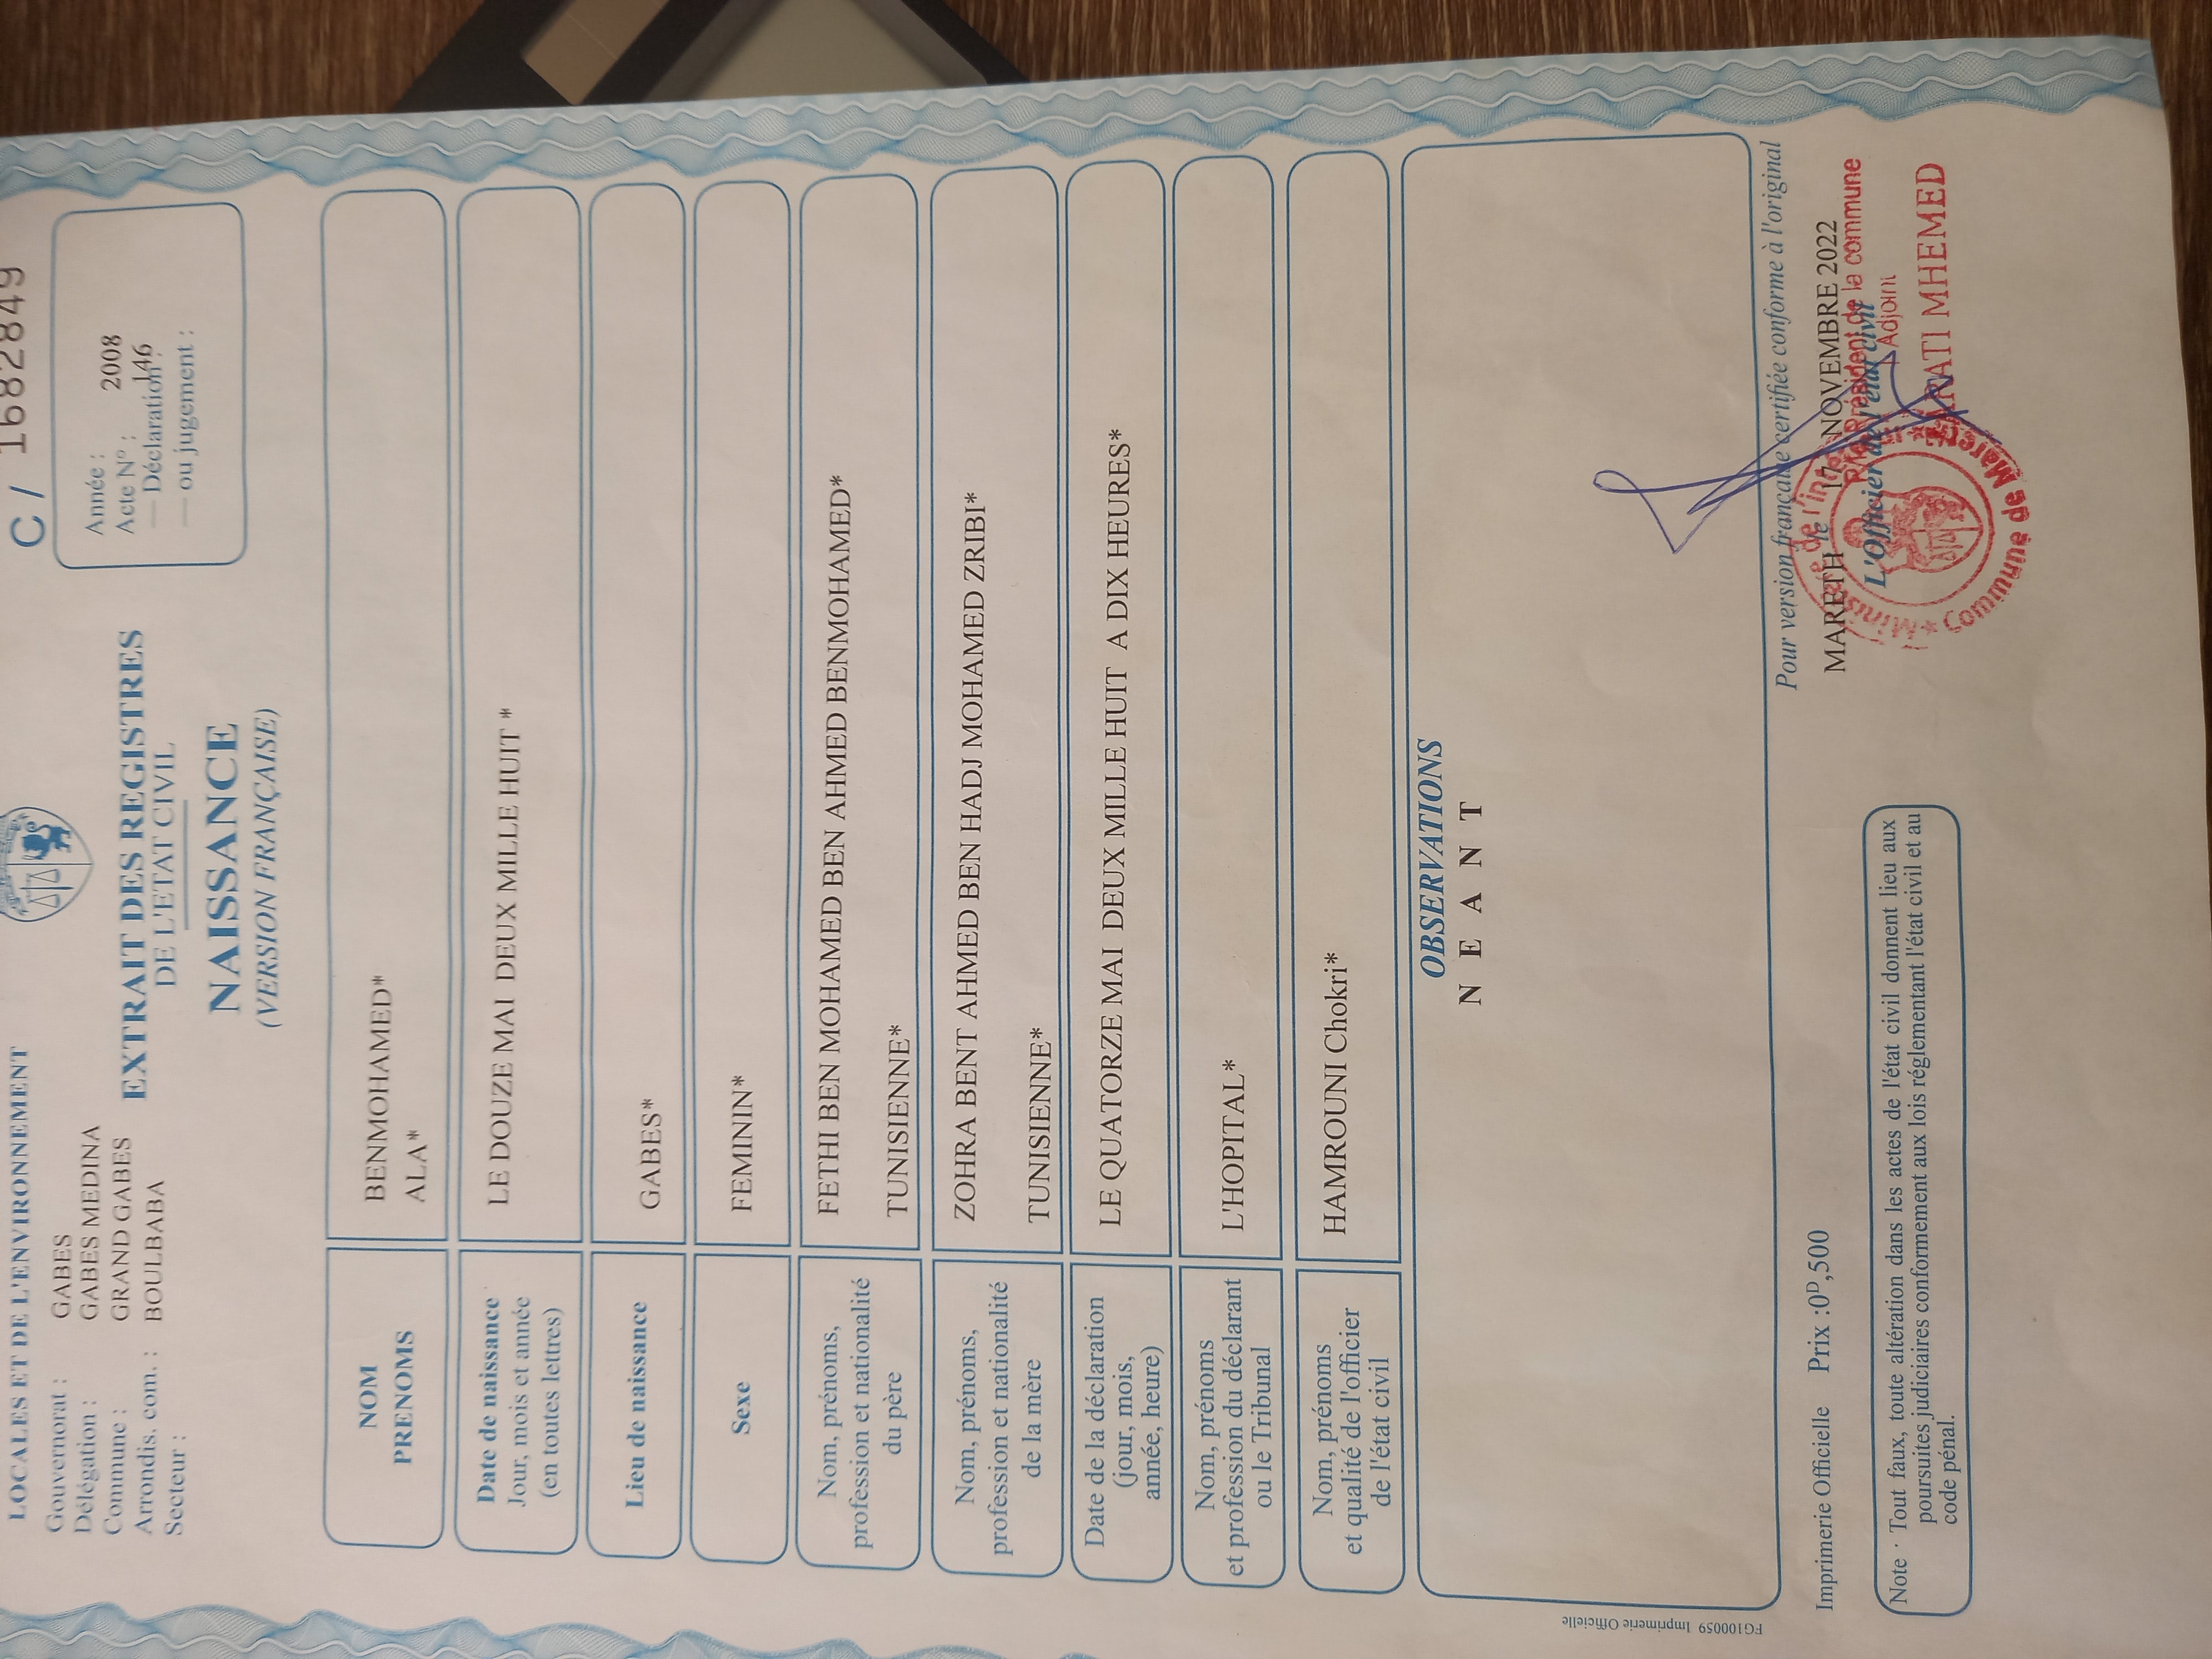 LOCALES ET DE L'ENVIRONNEMENT
C / 1682849
Gouvernorat : GABES
Délégation : GABES MEDINA
Commune : GRAND GABES
Arrondis. com. : BOULBABA
Secteur :
Année : 2008
Acte N° : 146
— Déclaration :
— ou jugement :
EXTRAIT DES REGISTRES
DE L'ETAT CIVIL
NAISSANCE
(VERSION FRANÇAISE)
NOM
PRENOMS
BENMOHAMED*
ALA*
Date de naissance
Jour, mois et année
(en toutes lettres)
LE DOUZE MAI DEUX MILLE HUIT *
Lieu de naissance
GABES*
Sexe
FEMININ*
Nom, prénoms,
profession et nationalité
du père
FETHI BEN MOHAMED BEN AHMED BENMOHAMED*
TUNISIENNE*
Nom, prénoms,
profession et nationalité
de la mère
ZOHRA BENT AHMED BEN HADJ MOHAMED ZRIBI*
TUNISIENNE*
Date de la déclaration
(jour, mois,
année, heure)
LE QUATORZE MAI DEUX MILLE HUIT A DIX HEURES*
Nom, prénoms
et profession du déclarant
ou le Tribunal
L'HOPITAL*
Nom, prénoms
et qualité de l'officier
de l'état civil
HAMROUNI Chokri*
OBSERVATIONS
N E A N T
FG100059 Imprimerie Officielle
Pour version française certifiée conforme à l'original
MARETH le 17 NOVEMBRE 2022
L'Officier de l'état civil
Président de la commune
Adjoint
MHEMED
Commune de Mareth
Imprimerie Officielle Prix :0D,500
Note · Tout faux, toute altération dans les actes de l'état civil donnent lieu aux
poursuites judiciaires conformement aux lois réglementant l'état civil et au
code pénal.